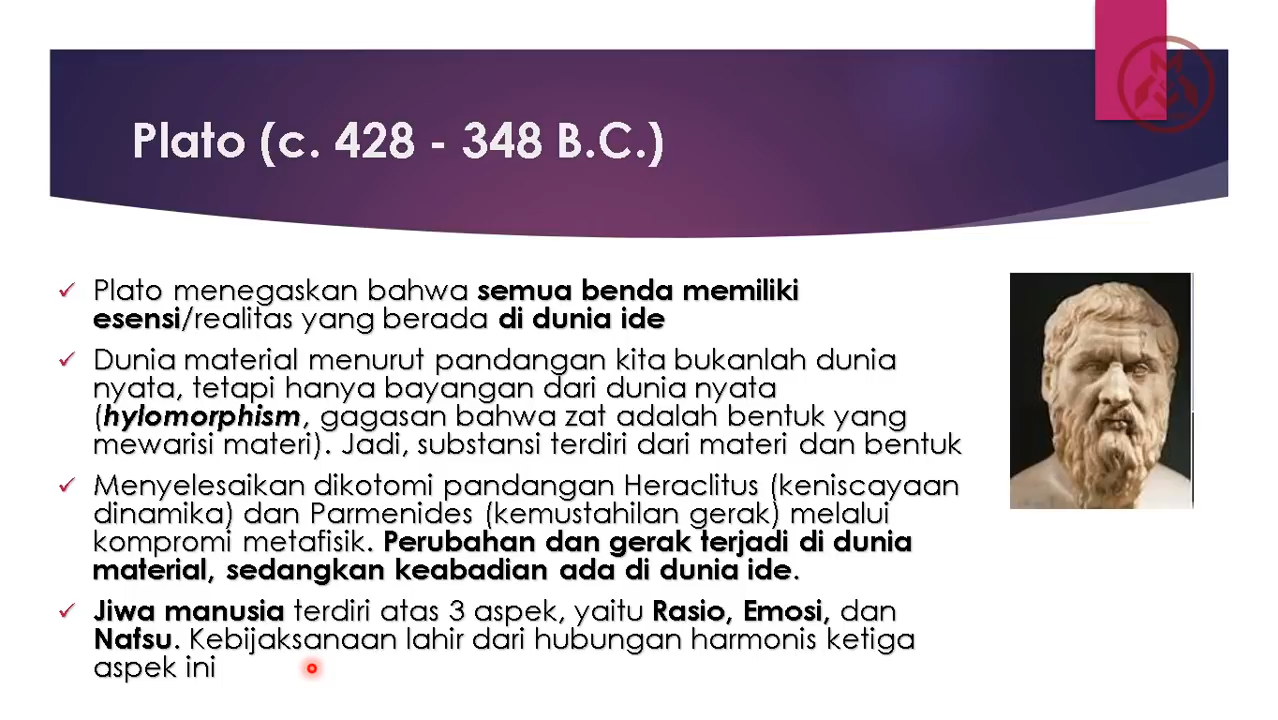 Plato (c. 428 - 348 B.C.)
Plato menegaskan bahwa semua benda memiliki
esensi/realitas yang berada di dunia ide
Dunia material menurut pandangan kita bukanlah dunia
nyata, tetapi hanya bayangan dari dunia nyata
(hylomorphism, gagasan bahwa zat adalah bentuk yang
mewarisi materi). Jadi, substansi terdiri dari materi dan bentuk
Menyelesaikan dikotomi pandangan Heraclitus (keniscayaan
dinamika) dan Parmenides (kemustahilan gerak) melalui
kompromi metafisik. Perubahan dan gerak terjadi di dunia
material, sedangkan keabadian ada di dunia ide.
Jiwa manusia terdiri atas 3 aspek, yaitu Rasio, Emosi, dan
Nafsu. Kebijaksanaan lahir dari hubungan harmonis ketiga
aspek ini